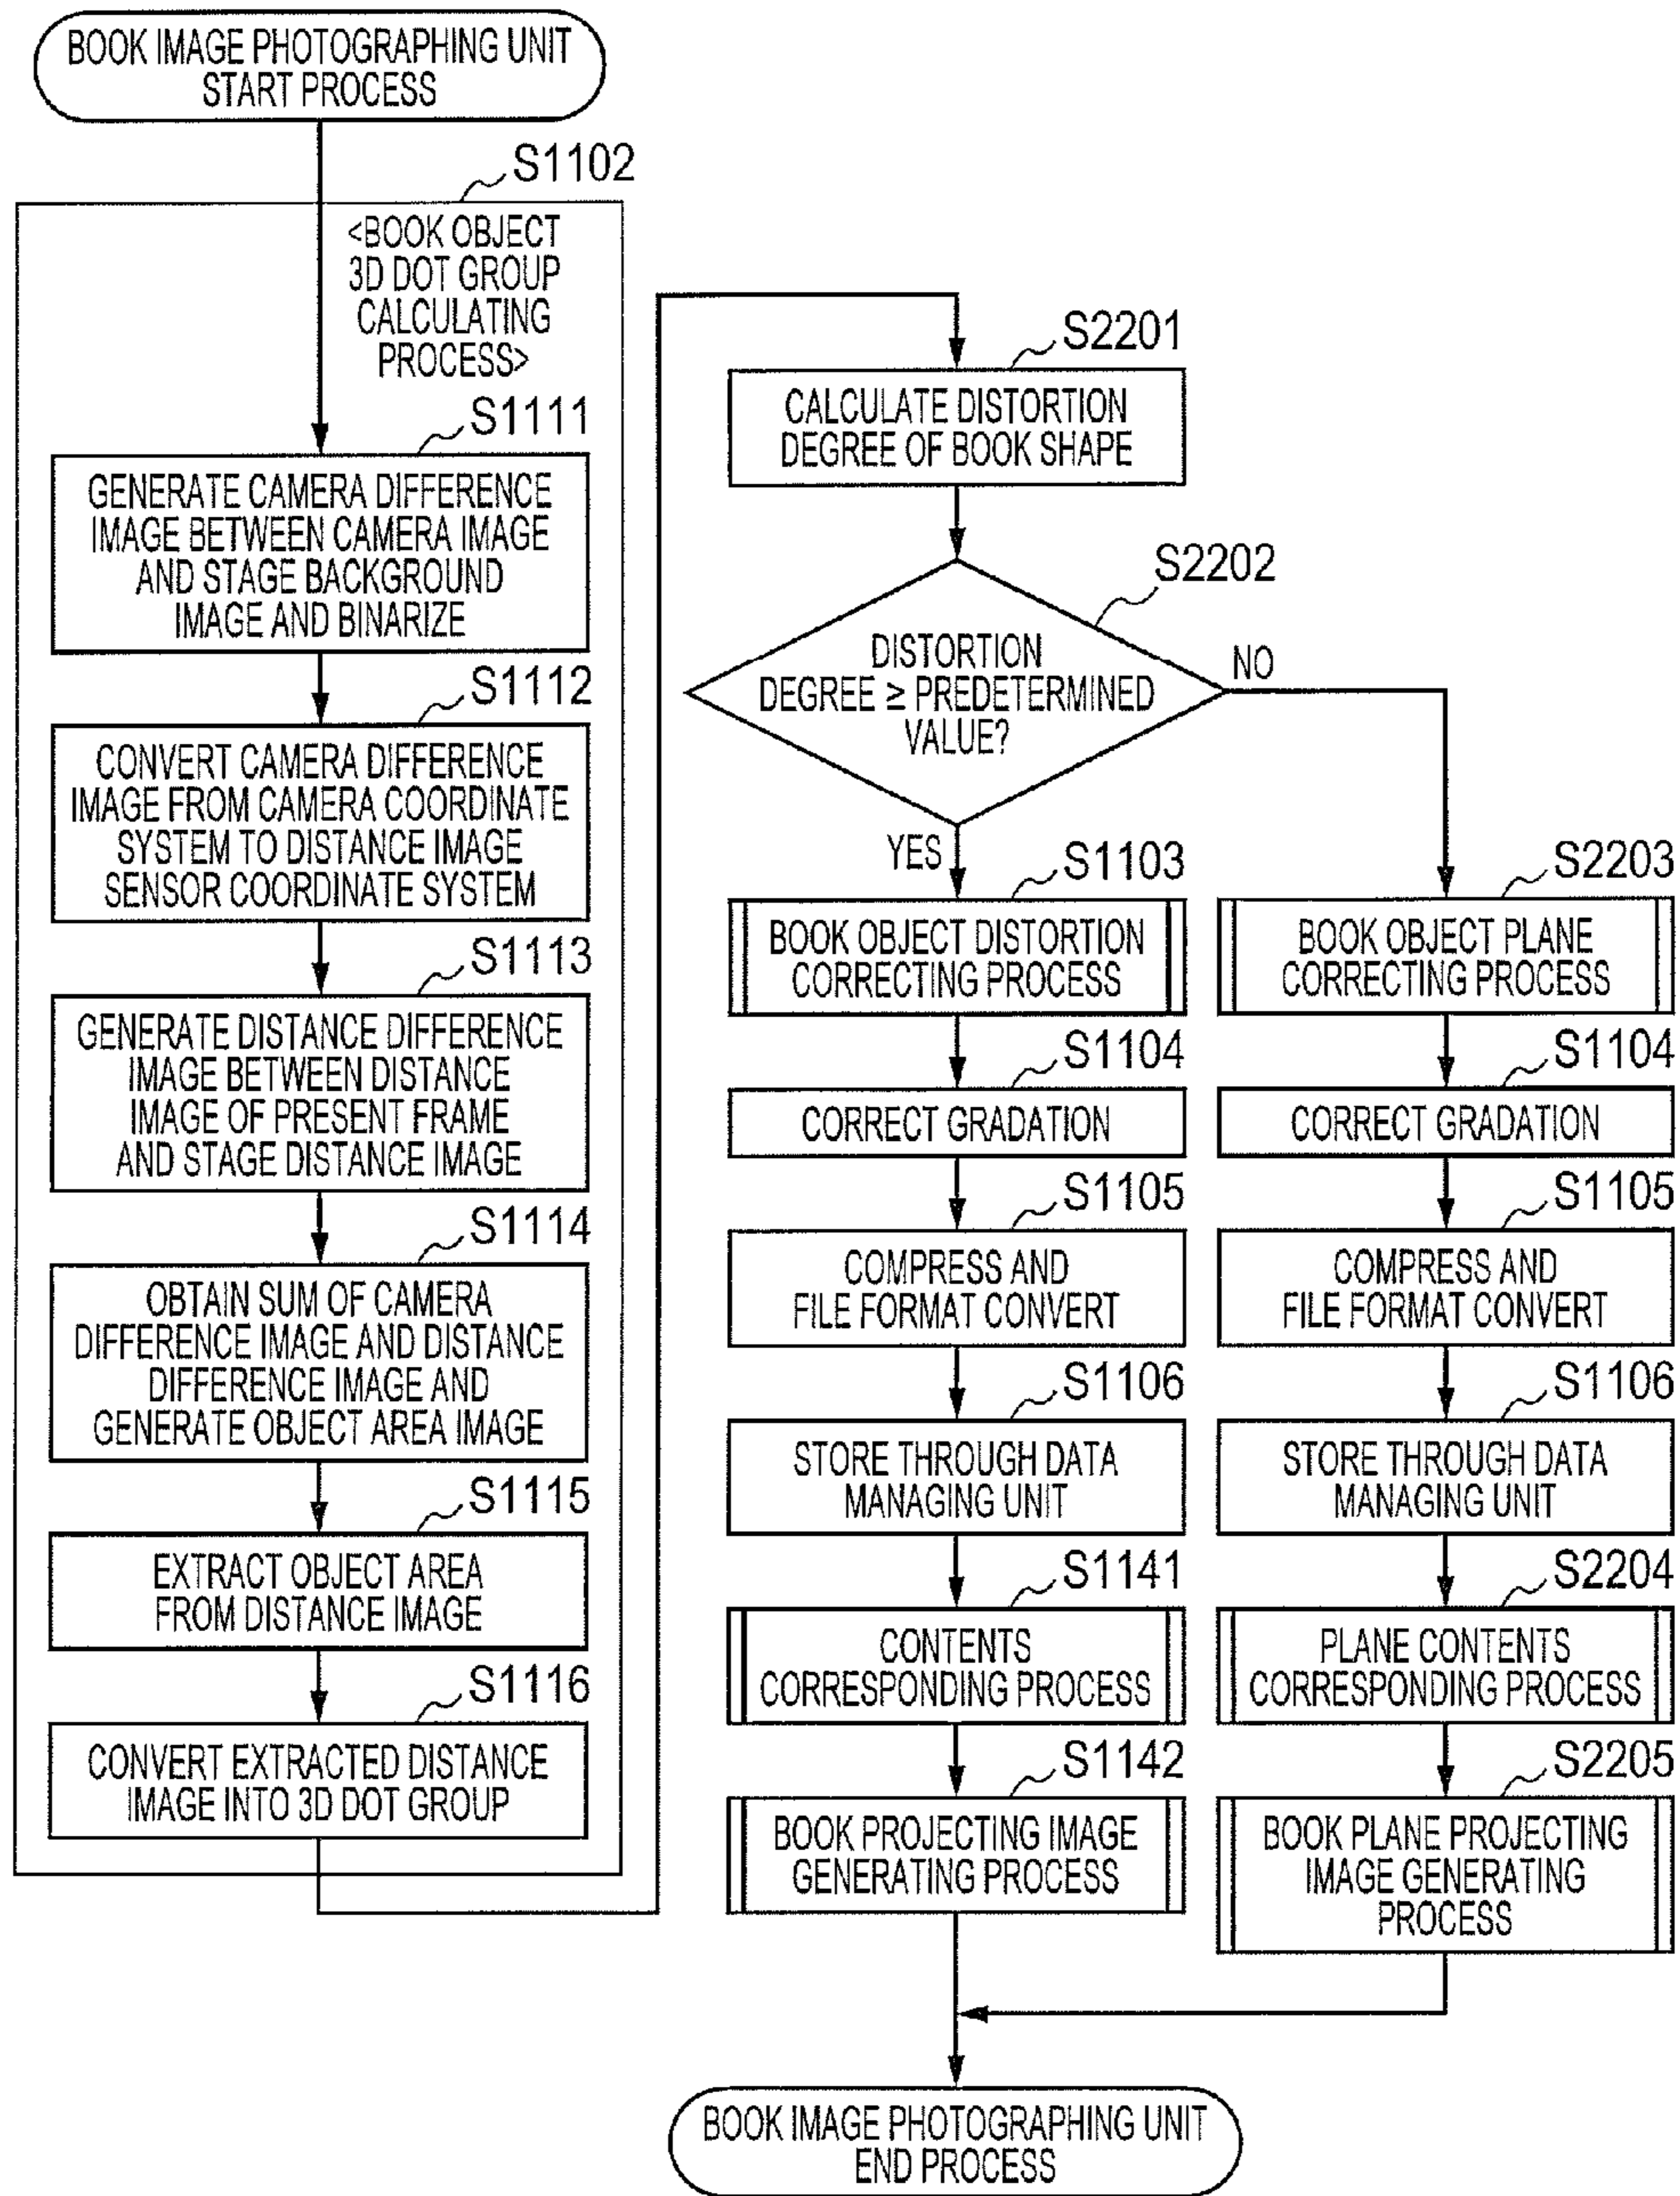 BOOK IMAGE PHOTOGRAPHING UNIT
START PROCESS
S1102
<BOOK OBJECT
3D DOT GROUP
CALCULATING
PROCESS>
S1111
GENERATE CAMERA DIFFERENCE
IMAGE BETWEEN CAMERA IMAGE
AND STAGE BACKGROUND
IMAGE AND BINARIZE
S1112
CONVERT CAMERA DIFFERENCE
IMAGE FROM CAMERA COORDINATE
SYSTEM TO DISTANCE IMAGE
SENSOR COORDINATE SYSTEM
S1113
GENERATE DISTANCE DIFFERENCE
IMAGE BETWEEN DISTANCE
IMAGE OF PRESENT FRAME
AND STAGE DISTANCE IMAGE
S1114
OBTAIN SUM OF CAMERA
DIFFERENCE IMAGE AND DISTANCE
DIFFERENCE IMAGE AND
GENERATE OBJECT AREA IMAGE
S1115
EXTRACT OBJECT AREA
FROM DISTANCE IMAGE
S1116
CONVERT EXTRACTED DISTANCE
IMAGE INTO 3D DOT GROUP
S2201
CALCULATE DISTORTION
DEGREE OF BOOK SHAPE
S2202
DISTORTION
DEGREE ≥ PREDETERMINED
VALUE?
NO
YES
S1103
BOOK OBJECT DISTORTION
CORRECTING PROCESS
S1104
CORRECT GRADATION
S1105
COMPRESS AND
FILE FORMAT CONVERT
S1106
STORE THROUGH DATA
MANAGING UNIT
S1141
CONTENTS
CORRESPONDING PROCESS
S1142
BOOK PROJECTING IMAGE
GENERATING PROCESS
S2203
BOOK OBJECT PLANE
CORRECTING PROCESS
S1104
CORRECT GRADATION
S1105
COMPRESS AND
FILE FORMAT CONVERT
S1106
STORE THROUGH DATA
MANAGING UNIT
S2204
PLANE CONTENTS
CORRESPONDING PROCESS
S2205
BOOK PLANE PROJECTING
IMAGE GENERATING
PROCESS
BOOK IMAGE PHOTOGRAPHING UNIT
END PROCESS